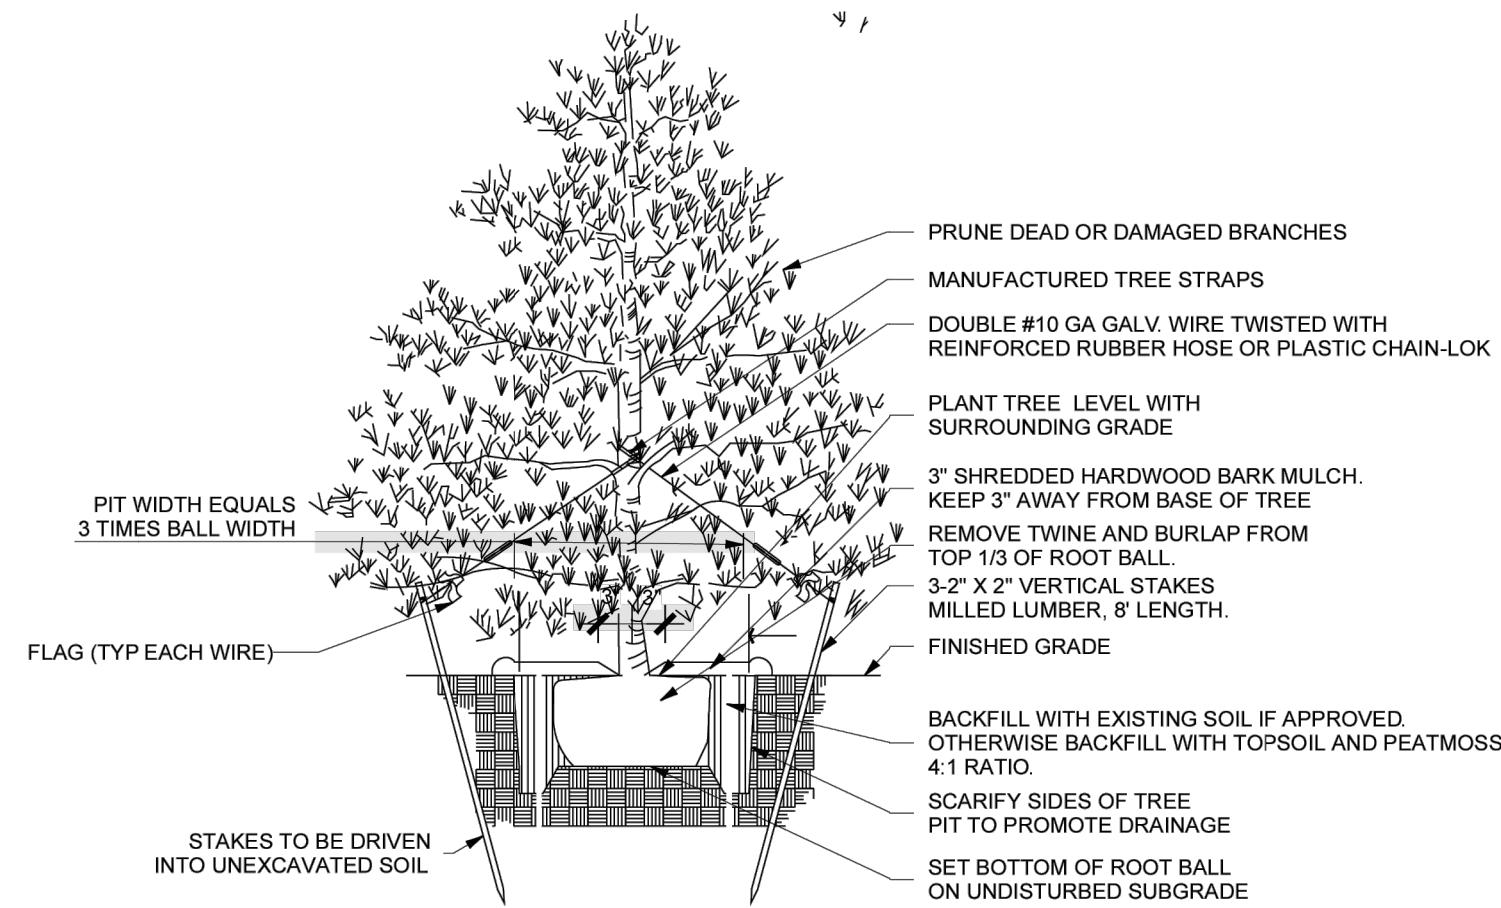 PRUNE DEAD OR DAMAGED BRANCHES
MANUFACTURED TREE STRAPS
DOUBLE #10 GA GALV. WIRE TWISTED WITH
REINFORCED RUBBER HOSE OR PLASTIC CHAIN-LOK
PLANT TREE LEVEL WITH
SURROUNDING GRADE
3" SHREDDED HARDWOOD BARK MULCH.
KEEP 3" AWAY FROM BASE OF TREE
PIT WIDTH EQUALS
3 TIMES BALL WIDTH
REMOVE TWINE AND BURLAP FROM
TOP 1/3 OF ROOT BALL.
3-2" X 2" VERTICAL STAKES
MILLED LUMBER, 8' LENGTH.
3" 3"
FLAG (TYP EACH WIRE)
FINISHED GRADE
BACKFILL WITH EXISTING SOIL IF APPROVED.
OTHERWISE BACKFILL WITH TOPSOIL AND PEATMOSS
4:1 RATIO.
SCARIFY SIDES OF TREE
PIT TO PROMOTE DRAINAGE
STAKES TO BE DRIVEN
INTO UNEXCAVATED SOIL
SET BOTTOM OF ROOT BALL
ON UNDISTURBED SUBGRADE